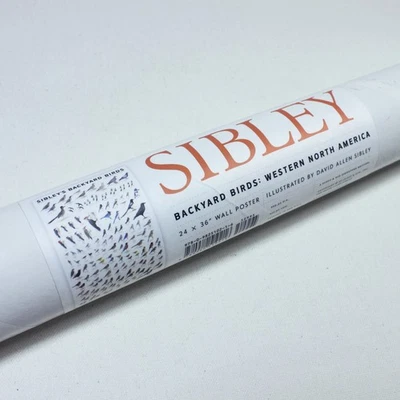 SIBLEY'S BACKYARD BIRDS
SIBLEY
BACKYARD BIRDS: WESTERN NORTH AMERICA
24 × 36" WALL POSTER ILLUSTRATED BY DAVID ALLEN SIBLEY